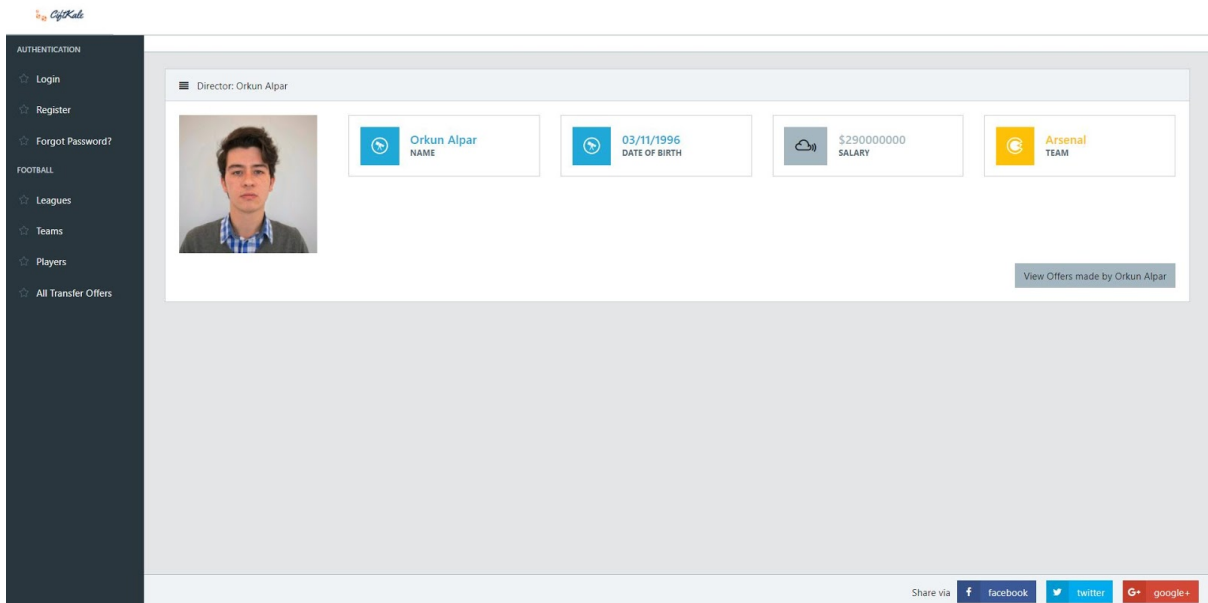 ÇiftKale
AUTHENTICATION
Login
Register
Forgot Password?
FOOTBALL
Leagues
Teams
Players
All Transfer Offers
Director: Orkun Alpar
Orkun Alpar
NAME
03/11/1996
DATE OF BIRTH
$290000000
SALARY
Arsenal
TEAM
View Offers made by Orkun Alpar
Share via
facebook
twitter
G+ google+